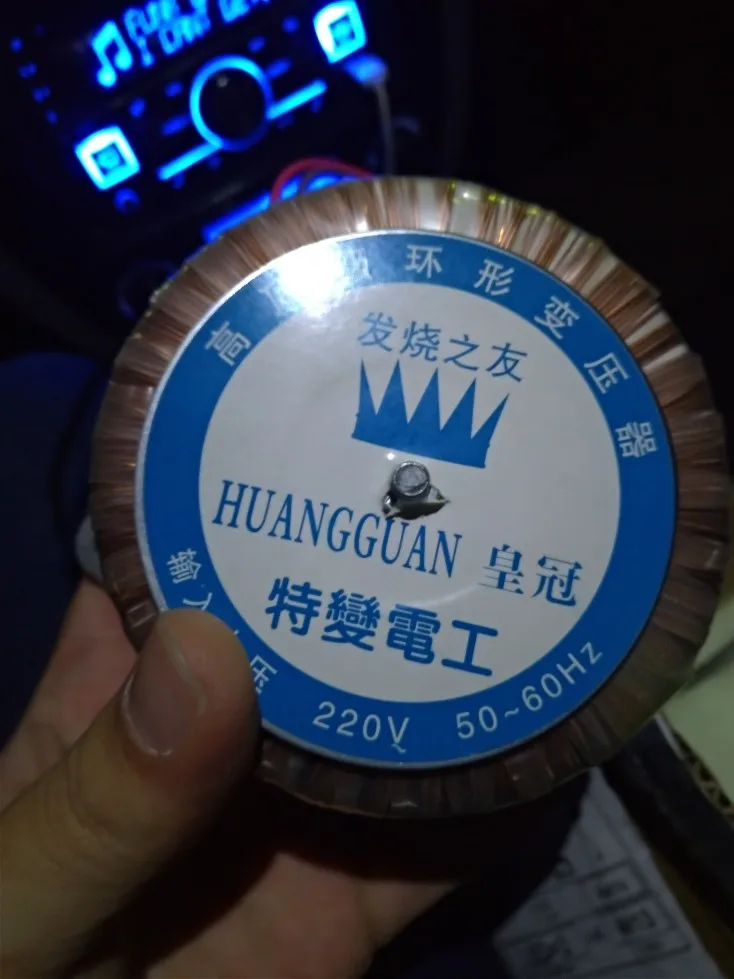 高
环形变压器
发烧之友
HUANGGUAN 皇冠
特變電工
输入
压 220V 50~60Hz